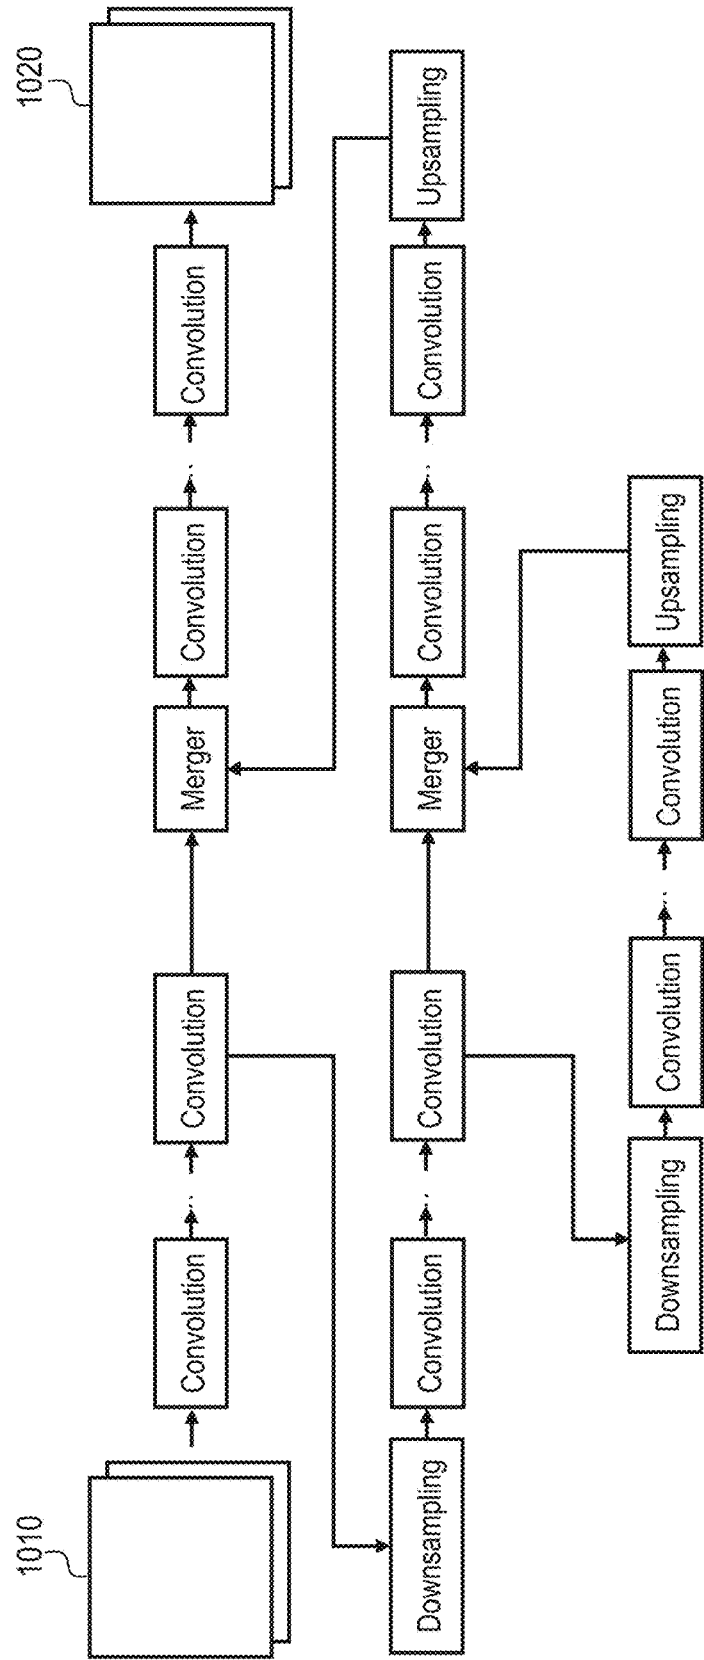 1010
Convolution
...
Convolution
Merger
Convolution
...
Convolution
1020
Downsampling
Convolution
...
Convolution
Merger
Convolution
...
Convolution
Upsampling
Downsampling
Convolution
...
Convolution
Upsampling